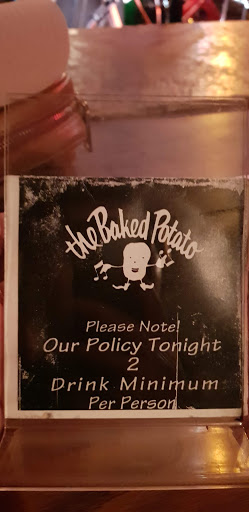 the Baked Potato
Please Note!
Our Policy Tonight
2
Drink Minimum
Per Person